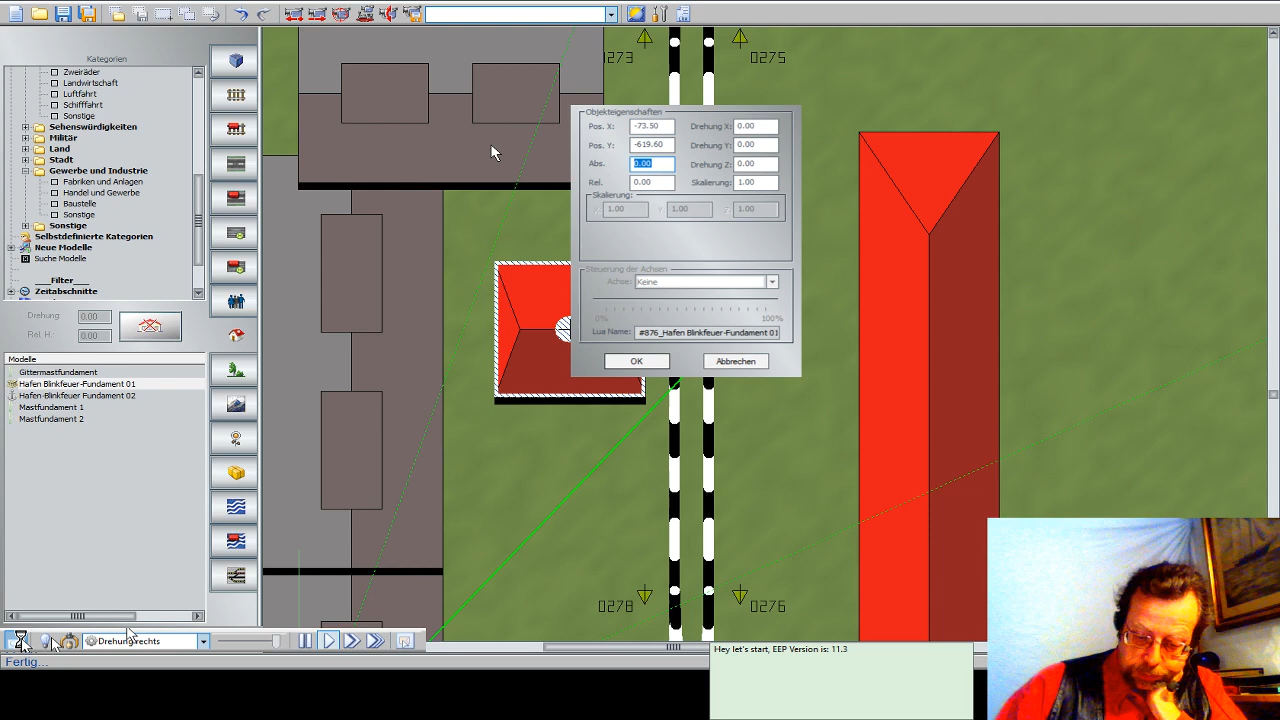 Kategorien
Zweiräder
Landwirtschaft
Luftfahrt
Schifffahrt
Sonstige
Sehenswürdigkeiten
Militär
Land
Stadt
Gewerbe und Industrie
Fabriken und Anlagen
Handel und Gewerbe
Baustelle
Sonstige
Sonstige
Selbstdefinierte Kategorien
Neue Modelle
Suche Modelle
____Filter____
Zeitabschnitte
Drehung 0.00
Rel. H.: 0.00
Modelle
Gittermastfundament
Hafen Blinkfeuer-Fundament 01
Hafen-Blinkfeuer Fundament 02
Mastfundament 1
Mastfundament 2
Fertig...
0273
0275
Objekteigenschaften
Pos. X: -73.50 Drehung X: 0.00
Pos. Y: -619.60 Drehung Y: 0.00
Abs. 0.00 Drehung Z: 0.00
Rel. 0.00 Skalierung: 1.00
Skalierung:
1.00 Y 1.00 1.00
Steuerung der Achsen
Achse: Keine
0% 100%
Lua Name: #876_Hafen Blinkfeuer-Fundament 01
OK Abbrechen
0278
0276
Hey let's start, EEP Version is: 11.3